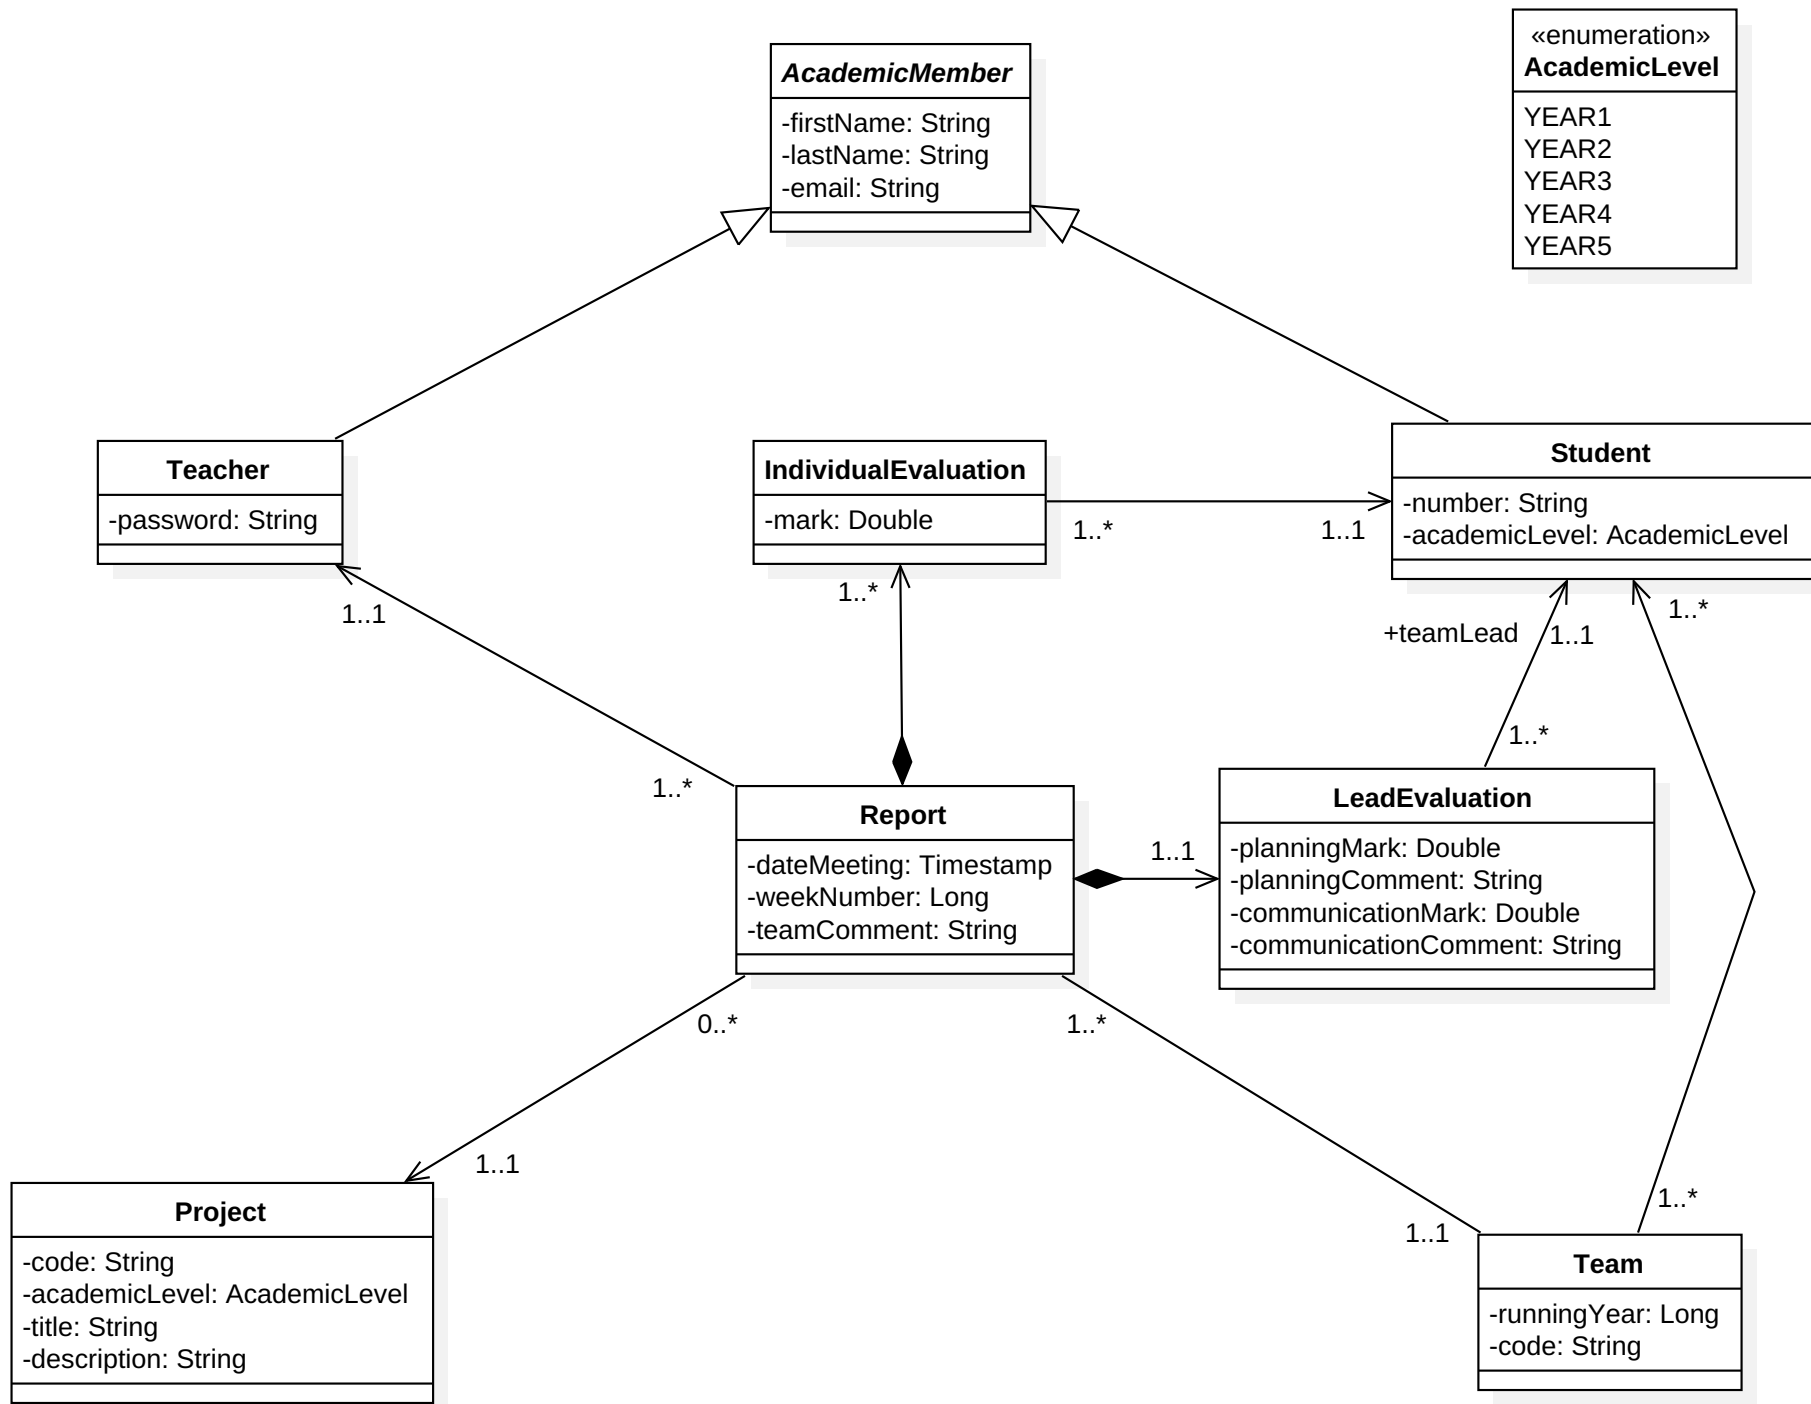 «enumeration»
AcademicLevel
YEAR1
YEAR2
YEAR3
YEAR4
YEAR5
AcademicMember
-firstName: String
-lastName: String
-email: String
Teacher
-password: String
IndividualEvaluation
-mark: Double
Student
-number: String
-academicLevel: AcademicLevel
1..*
1..1
1..*
1..1
+teamLead
1..1
1..*
1..*
1..*
Report
-dateMeeting: Timestamp
-weekNumber: Long
-teamComment: String
1..1
LeadEvaluation
-planningMark: Double
-planningComment: String
-communicationMark: Double
-communicationComment: String
0..*
1..*
1..1
1..1
1..*
Project
-code: String
-academicLevel: AcademicLevel
-title: String
-description: String
Team
-runningYear: Long
-code: String